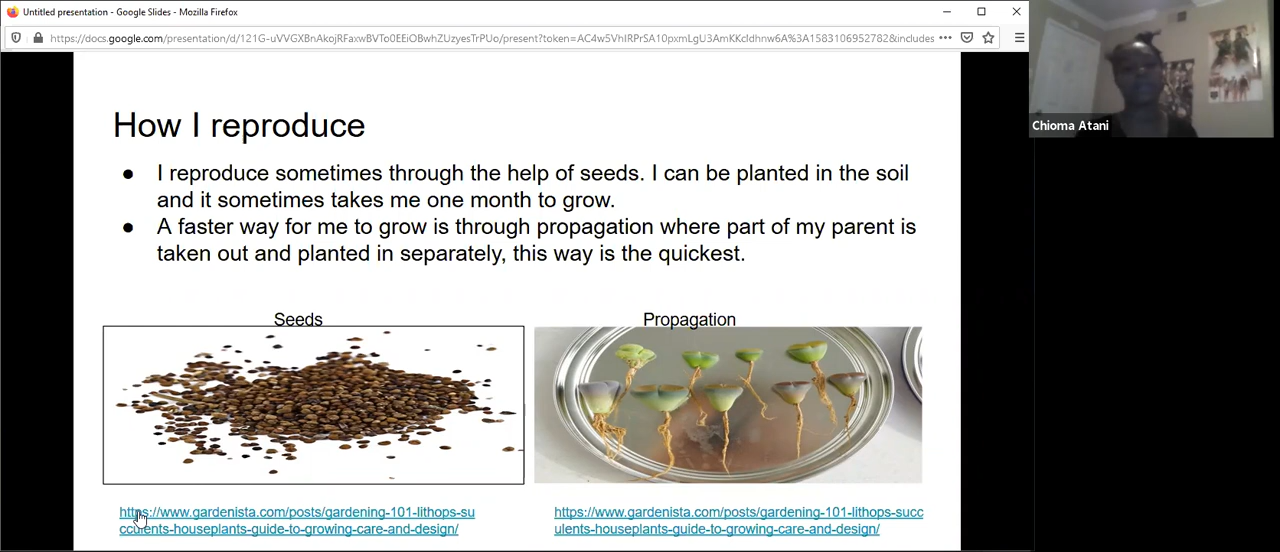 Untitled presentation - Google Slides - Mozilla Firefox
https://docs.google.com/presentation/d/121G-uVVGXBnAkojRFaxwBVTo0EEiOBwhZUzyesTrPUo/present?token=AC4w5VhIRPrSA10pxmLgU3AmKKcIdhnw6A%3A1583106952782&includes
Chioma Atani
How I reproduce
● I reproduce sometimes through the help of seeds. I can be planted in the soil
and it sometimes takes me one month to grow.
● A faster way for me to grow is through propagation where part of my parent is
taken out and planted in separately, this way is the quickest.
Seeds
Propagation
https://www.gardenista.com/posts/gardening-101-lithops-su
cculents-houseplants-guide-to-growing-care-and-design/
https://www.gardenista.com/posts/gardening-101-lithops-succ
ulents-houseplants-guide-to-growing-care-and-design/